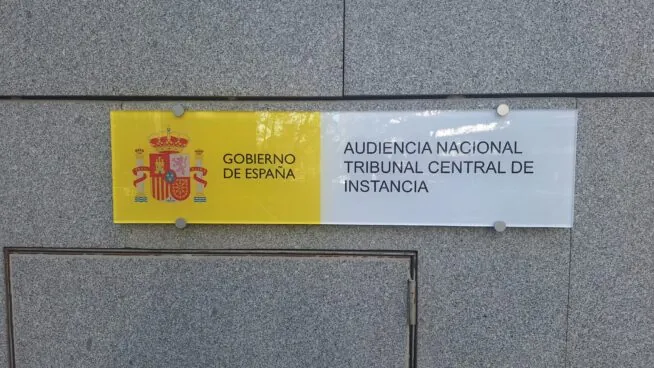 GOBIERNO
DE ESPAÑA
AUDIENCIA NACIONAL
TRIBUNAL CENTRAL DE
INSTANCIA